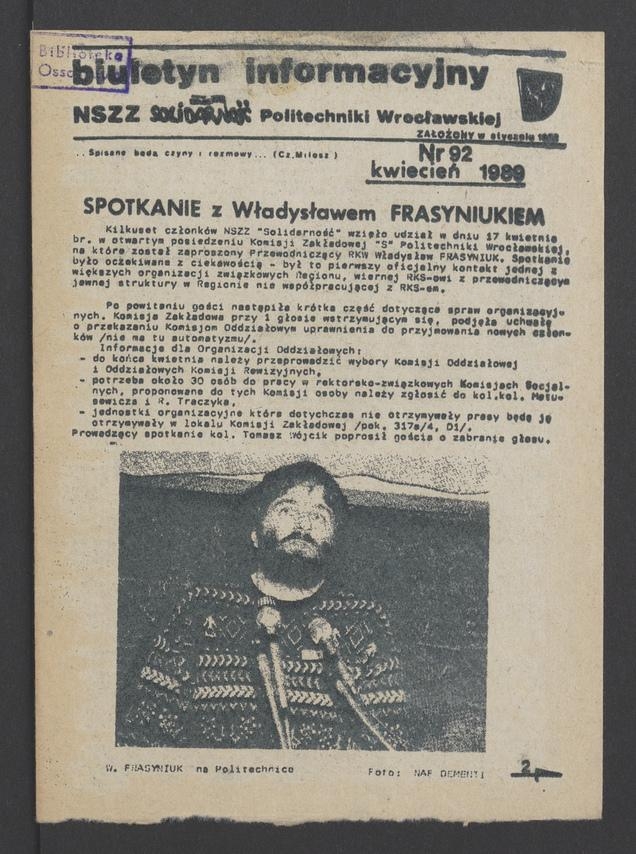 Biblioteka
biuletyn informacyjny
NSZZ Solidarność Politechniki Wrocławskiej
ZAŁOŻONY w styczniu
..Spisane będą czyny i rozmowy... (Cz.Miłosz)
Nr 92
kwiecień 1989
SPOTKANIE z Władysławem FRASYNIUKIEM
Kilkuset członków NSZZ "Solidarność" wzięło udział w dniu 17 kwietnia
br. w otwartym posiedzeniu Komisji Zakładowej "S" Politechniki Wrocławskiej,
na które został zaproszony Przewodniczący RKW Władysław FRASYNIUK. Spotkanie
było oczekiwane z ciekawością - był to pierwszy oficjalny kontakt jednej z
większych organizacji związkowych Regionu, wiernej RKS-owi z przewodniczącym
jawnej struktury w Regionie nie współpracującej z RKS-em.
Po powitaniu gości nastąpiła krótka część dotycząca spraw organizacyj-
nych. Komisja Zakładowa przy 1 głosie wstrzymującym się, podjęła uchwałę
o przekazaniu Komisjom Oddziałowym uprawnienia do przyjmowania nowych człon-
ków /nie ma tu automatyzmu/.
Informacje dla Organizacji Oddziałowych:
- do końca kwietnia należy przeprowadzić wybory Komisji Oddziałowej
i Oddziałowych Komisji Rewizyjnych,
- potrzeba około 30 osób do pracy w rektorsko-związkowych Komisjach Socjal-
nych, proponowane do tych Komisji osoby należy zgłosić do kol.kol. Matu-
sewicza i R. Traczyka,
- jednostki organizacyjne które dotychczas nie otrzymywały prasy będą ją
otrzymywały w lokalu Komisji Zakładowej /pok. 317a/4, D1/.
Prowadzący spotkanie kol. Tomasz Wójcik poprosił gościa o zabranie głosu.
W. FRASYNIUK na Politechnice Foto: NAF DEMENTI
2